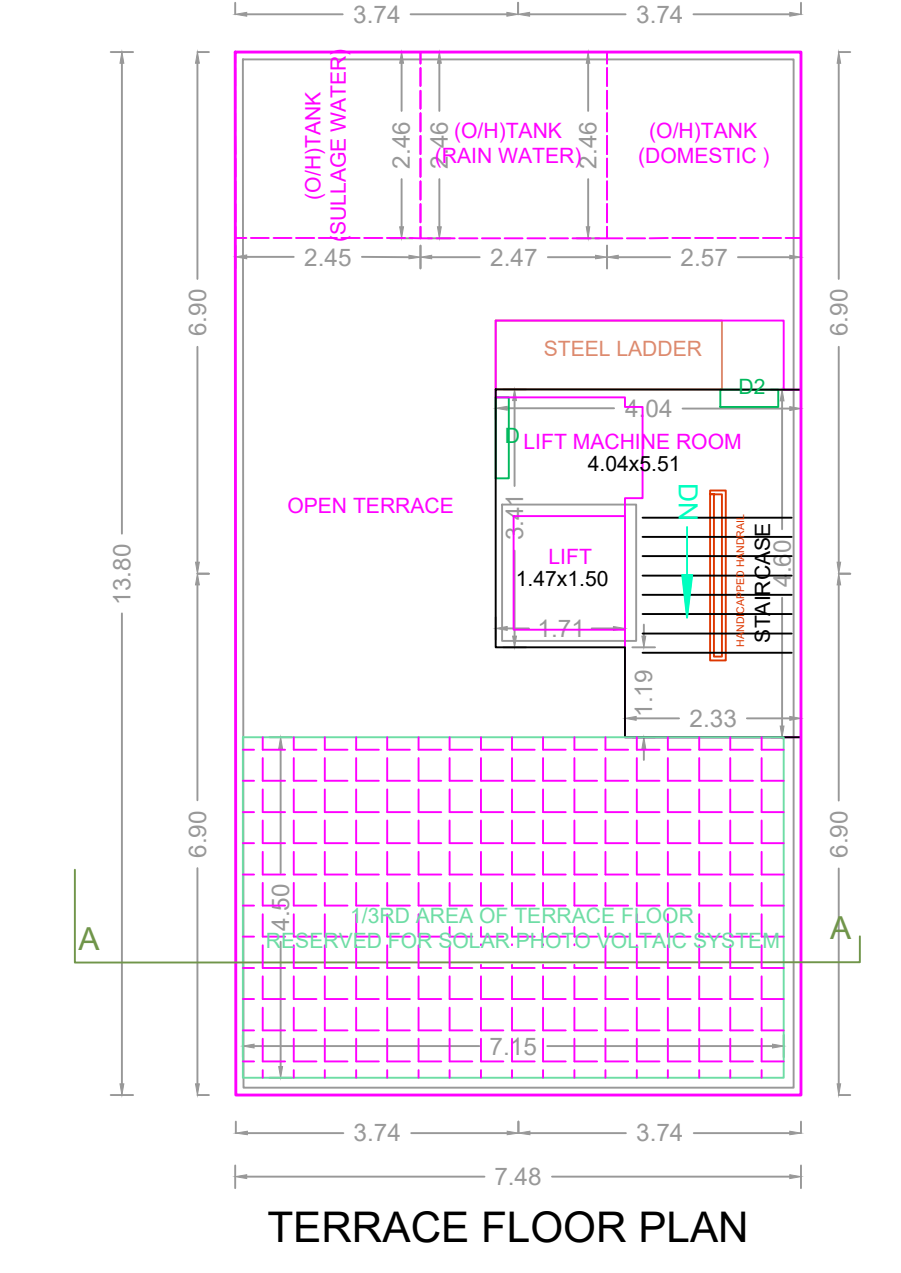 3.74
3.74
(O/H)TANK
(SULLAGE WATER)
2.46
2.46
(O/H)TANK
(RAIN WATER)
2.46
(O/H)TANK
(DOMESTIC )
2.45
2.47
2.57
6.90
6.90
STEEL LADDER
D2
4.04
D
LIFT MACHINE ROOM
4.04x5.51
OPEN TERRACE
3.41
DN
LIFT
1.47x1.50
HANDICAPPED HANDRAIL
STAIRCASE
4.60
13.80
1.71
1.19
2.33
6.90
6.90
4.50
1/3RD AREA OF TERRACE FLOOR
RESERVED FOR SOLAR PHOTO VOLTAIC SYSTEM
A
A
7.15
3.74
3.74
7.48
TERRACE FLOOR PLAN